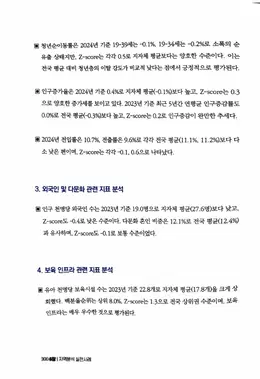 ▣ 청년순이동률은 2024년 기준 19-39세는 -0.1%, 19-34세는 -0.2%로 소폭의 순
유출 상태지만, Z-score는 각각 0.5로 지자체 평균보다는 양호한 수준이다. 이는
전국 평균 대비 청년층의 이탈 강도가 비교적 낮다는 점에서 긍정적으로 평가된다.
▣ 인구증가율은 2024년 기준 0.4%로 지자체 평균(-0.1%)보다 높고, Z-score는 0.3
으로 양호한 증가세를 보이고 있다. 2023년 기준 최근 5년간 연평균 인구증감률도
0.0%로 전국 평균(-0.3%)보다 높고, Z-score는 0.2로 인구증감이 완만한 추세다.
▣ 2024년 전입률은 10.7%, 전출률은 9.6%로 각각 전국 평균(11.1%, 11.2%)보다 다
소 낮은 편이며, Z-score는 각각 -0.1, 0.6으로 나타났다.
3. 외국인 및 다문화 관련 지표 분석
▣ 인구 천명당 외국인 수는 2023년 기준 19.0명으로 지자체 평균(27.6명)보다 낮고,
Z-score도 -0.4로 낮은 수준이다. 다문화 혼인 비중은 12.1%로 전국 평균(12.4%)
과 유사하며, Z-score도 -0.1로 보통 수준이었다.
4. 보육 인프라 관련 지표 분석
▣ 유아 천명당 보육시설 수는 2023년 기준 22.8개로 지자체 평균(17.8개)을 크게 상
회했다. 백분율순위는 상위 8.0%, Z-score는 1.3으로 전국 상위권 수준이며, 보육
인프라는 매우 우수한 것으로 평가된다.
지역분석 실전사례